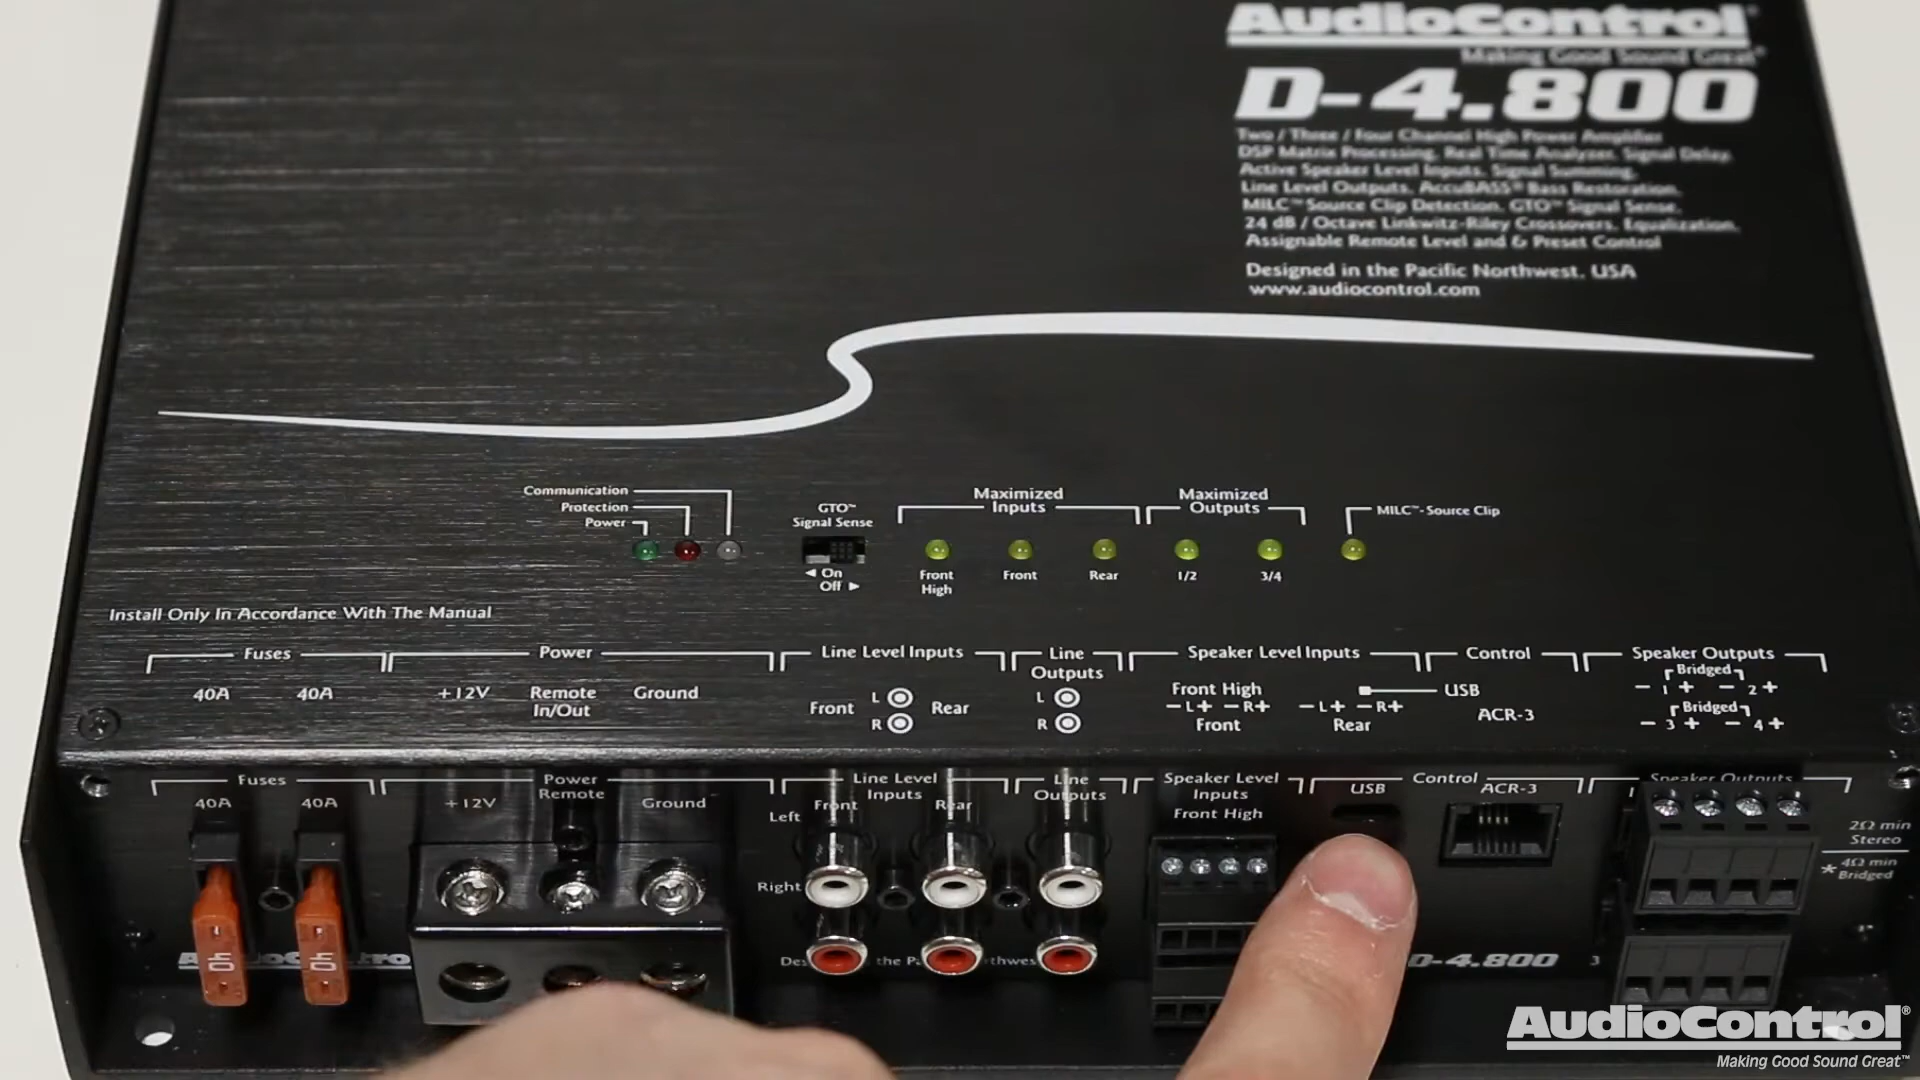 AudioControl®
Making Good Sound Great®
D-4.800
Two / Three / Four Channel High Power Amplifier
DSP Matrix Processing, Real Time Analyzer, Signal Delay,
Active Speaker Level Inputs, Signal Summing,
Line Level Outputs, AccuBASS® Bass Restoration,
MILC™ Source Clip Detection, GTO™ Signal Sense,
24 dB / Octave Linkwitz-Riley Crossovers, Equalization,
Assignable Remote Level and & Preset Control
Designed in the Pacific Northwest, USA
www.audiocontrol.com
Communication
Protection
Power
GTO™
Signal Sense
◄ On
Off ►
Maximized
Inputs
Front
High
Front
Rear
Maximized
Outputs
1/2
3/4
MILC™-Source Clip
Install Only In Accordance With The Manual
Fuses
40A 40A
Power
+12V
Remote
In/Out
Ground
Line Level Inputs
Front L R Rear
Line
Outputs
L
R
Speaker Level Inputs
Front High
- L + - R +
Front
- L + - R +
Rear
Control
USB
ACR-3
Speaker Outputs
Bridged
- 1 + - 2 +
Bridged
- 3 + - 4 +
Fuses
40A 40A
Power
Remote
+12V
Ground
Line Level
Inputs
Front Rear
Left
Right
Line
Outputs
Speaker Level
Inputs
Front High
Control
USB ACR-3
Speaker Outputs
1
2Ω min
Stereo
* 4Ω min
Bridged
3
40
40
D-4.800
AudioControl®
Making Good Sound Great™